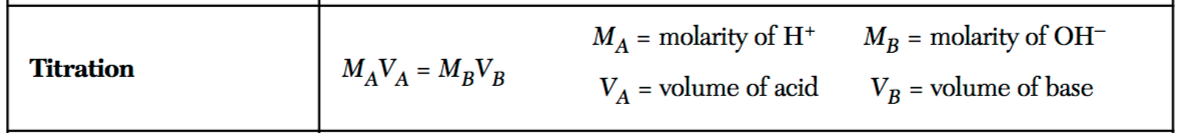 Titration
M_A V_A = M_B V_B
M_A = molarity of H⁺ M_B = molarity of OH⁻
V_A = volume of acid V_B = volume of base